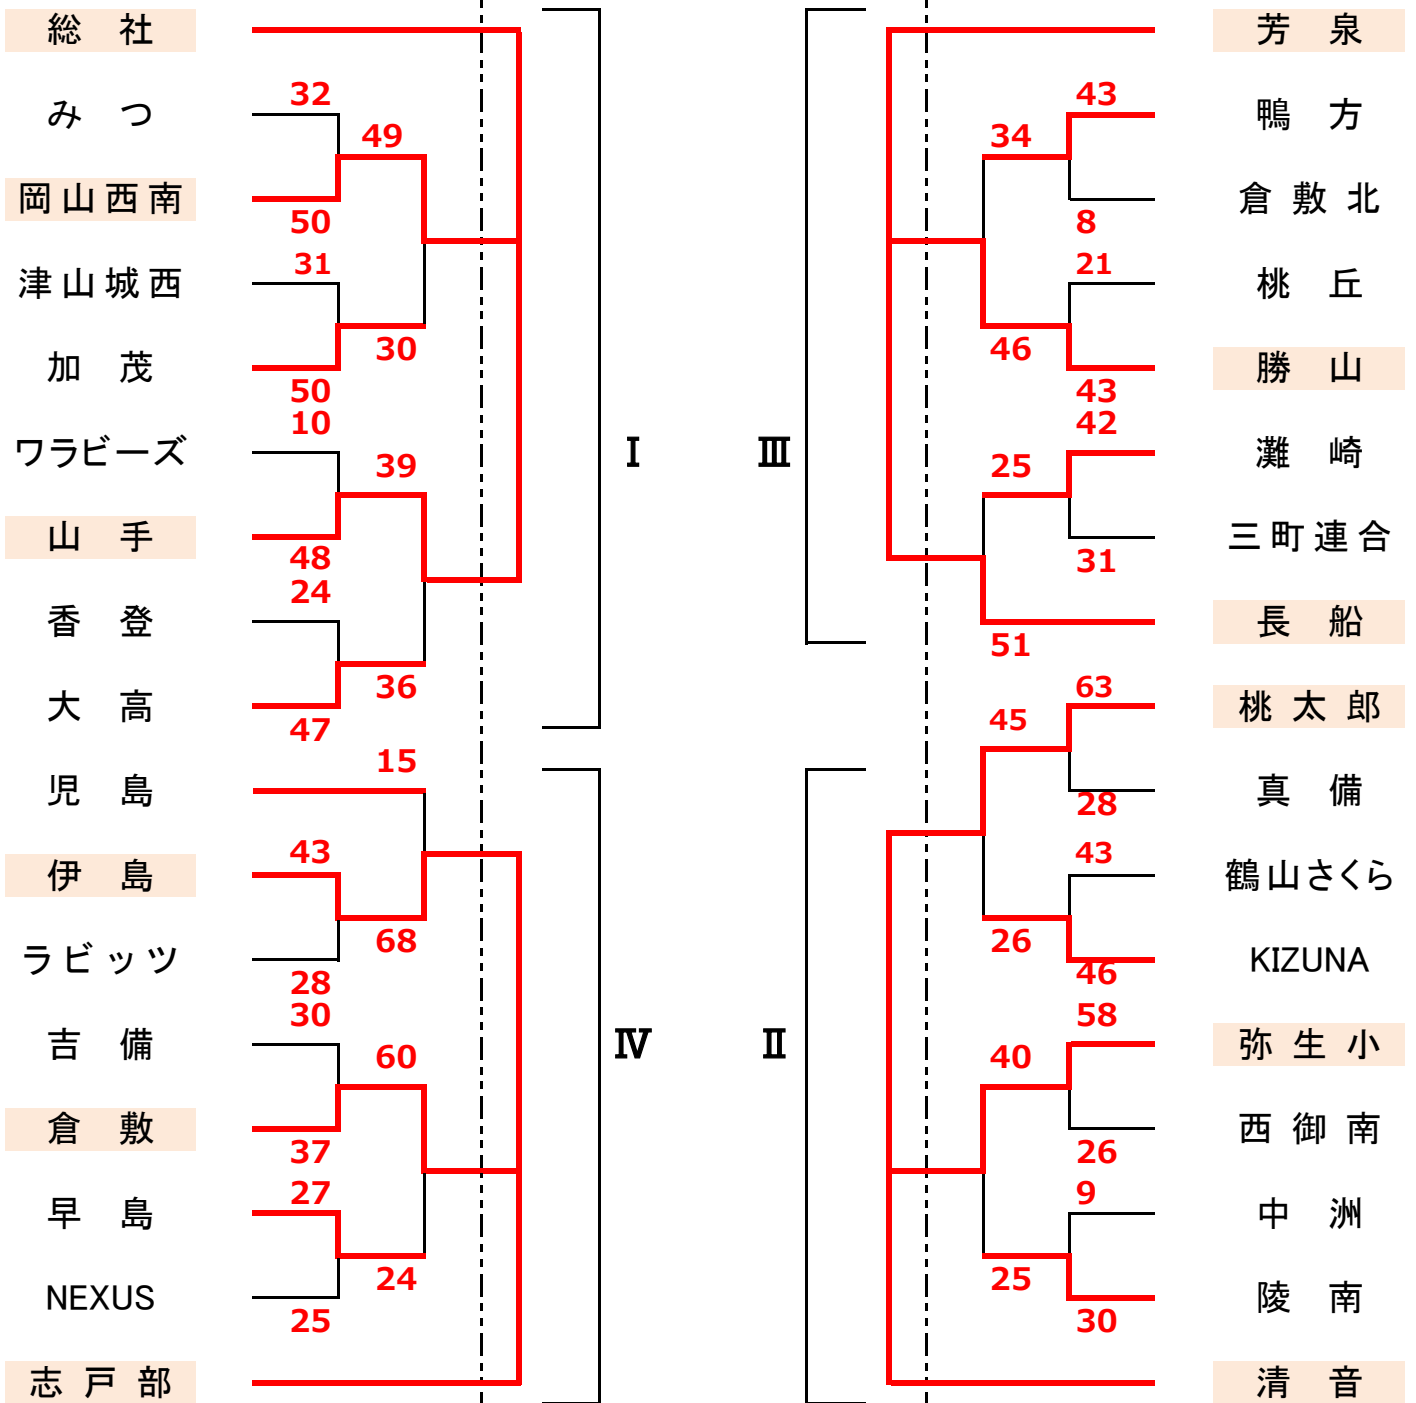 総社
芳泉
32
43
みつ
鴨方
49
34
岡山西南
倉敷北
50
8
31
21
津山城西
桃丘
30
46
加茂
勝山
50
43
10
42
ワラビーズ
灘崎
I
III
39
25
山手
三町連合
48
31
24
香登
長船
51
36
63
大高
桃太郎
47
45
15
児島
真備
28
43
43
伊島
鶴山さくら
68
26
ラビッツ
KIZUNA
28
46
30
58
吉備
弥生小
IV
II
60
40
倉敷
西御南
37
26
27
9
早島
中洲
24
25
NEXUS
陵南
25
30
志戸部
清音